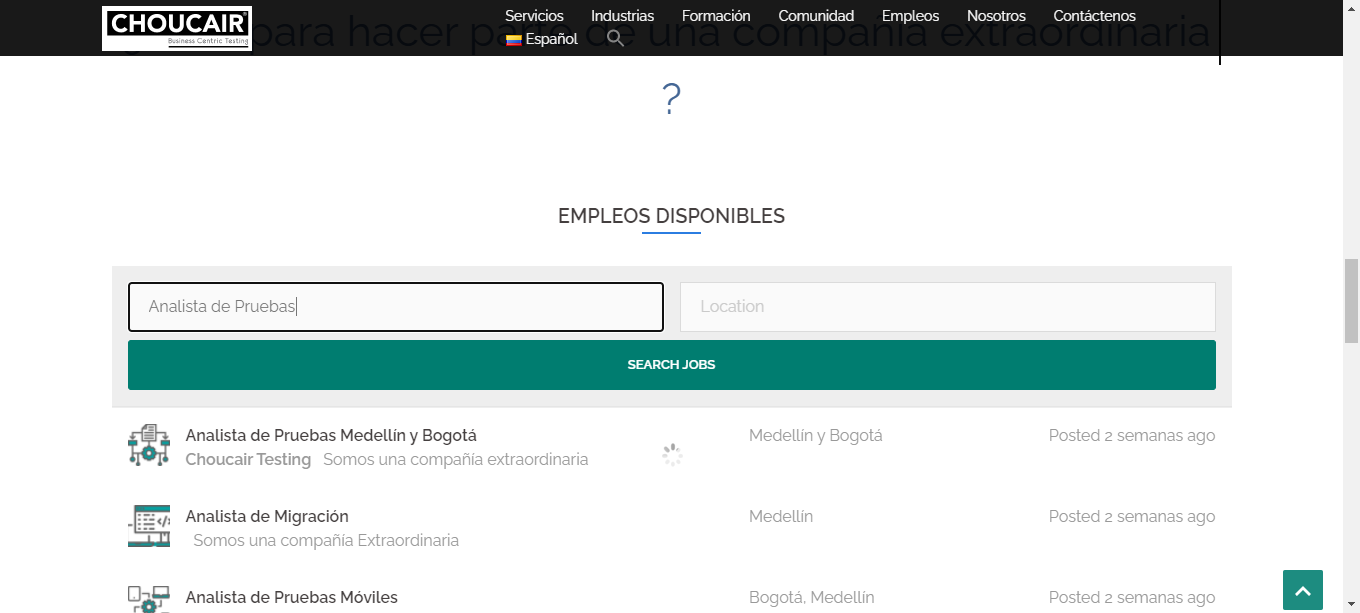 CHOUCAIR
Business Centric Testing
Servicios Industrias Formación Comunidad Empleos Nosotros Contáctenos
Español
para hacer parte de una compañía extraordinaria
?
EMPLEOS DISPONIBLES
Analista de Pruebas
Location
SEARCH JOBS
Analista de Pruebas Medellín y Bogotá
Medellín y Bogotá
Posted 2 semanas ago
Choucair Testing Somos una compañía extraordinaria
Analista de Migración
Medellín
Posted 2 semanas ago
Somos una compañía Extraordinaria
Analista de Pruebas Móviles
Bogotá, Medellín
Posted 2 semanas ago